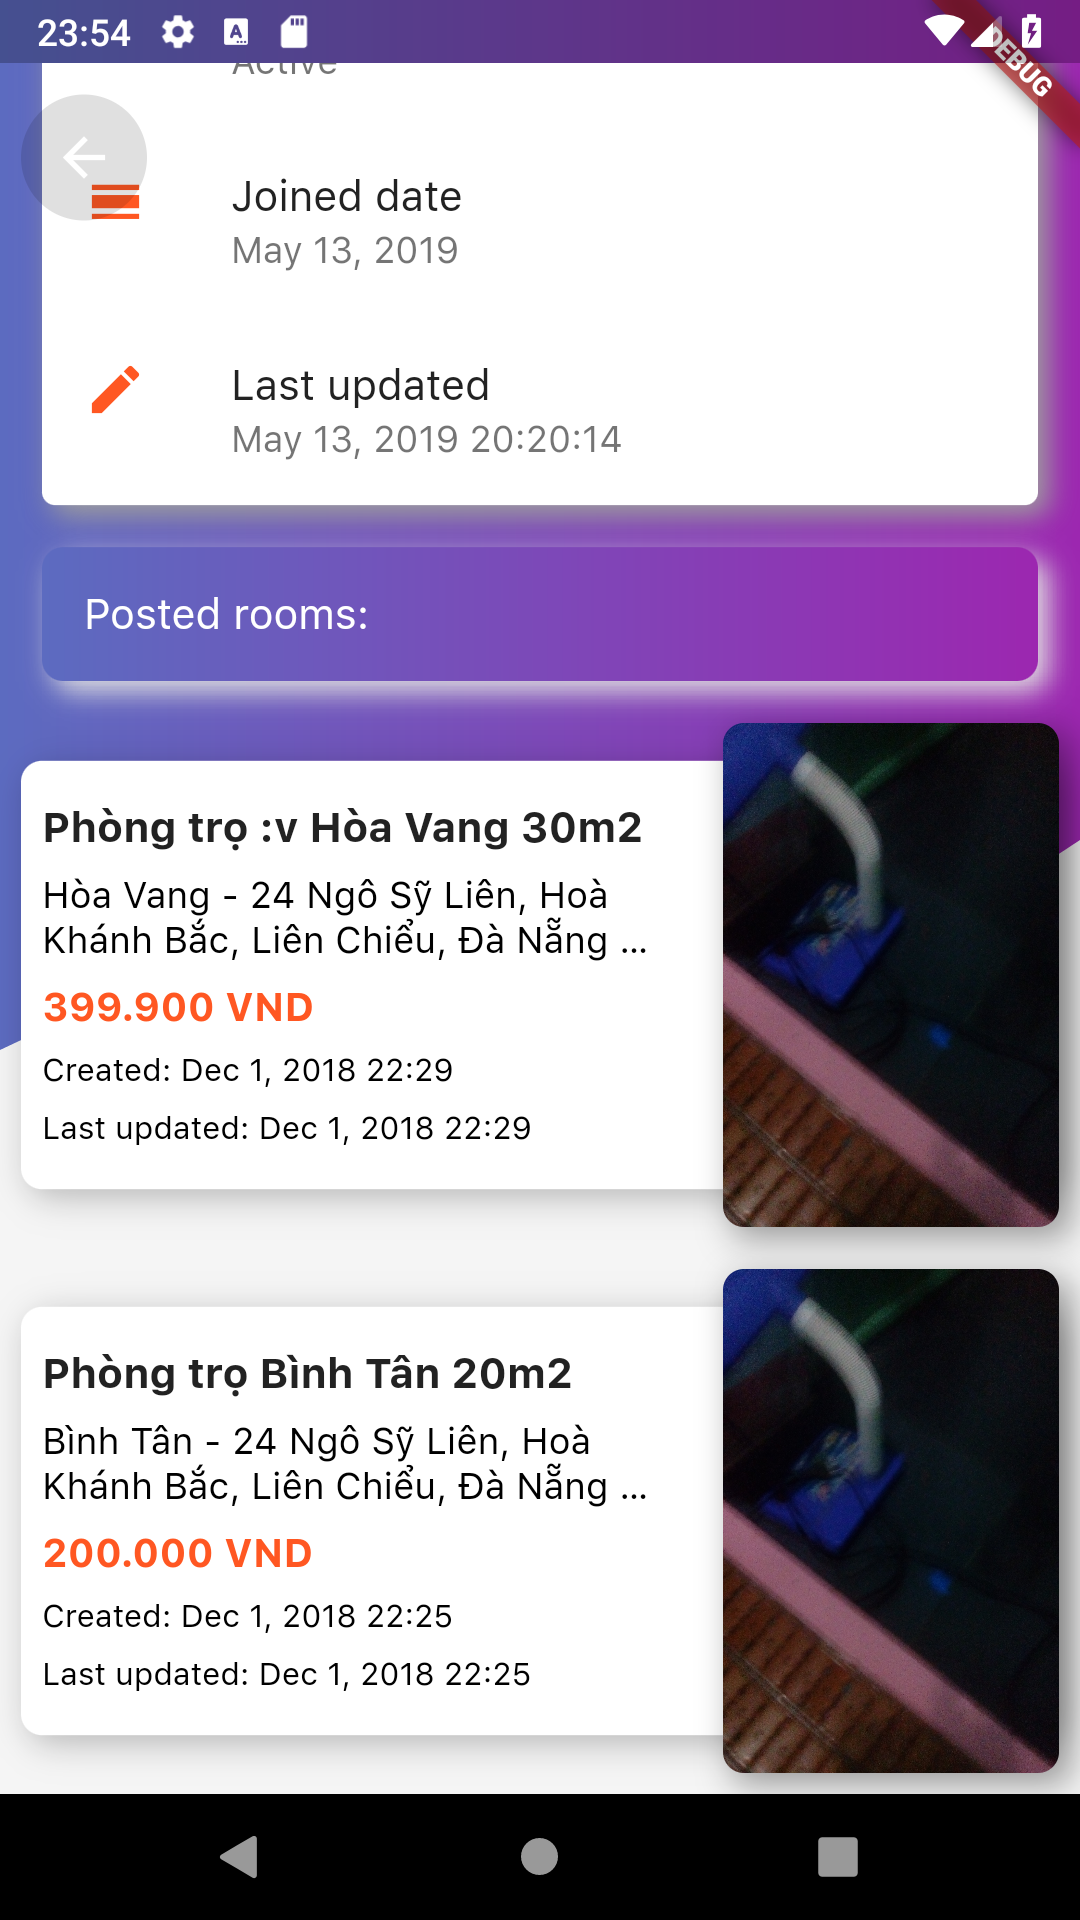 23:54
DEBUG
Active
Joined date
May 13, 2019
Last updated
May 13, 2019 20:20:14
Posted rooms:
Phòng trọ :v Hòa Vang 30m2
Hòa Vang - 24 Ngô Sỹ Liên, Hoà
Khánh Bắc, Liên Chiểu, Đà Nẵng ...
399.900 VND
Created: Dec 1, 2018 22:29
Last updated: Dec 1, 2018 22:29
Phòng trọ Bình Tân 20m2
Bình Tân - 24 Ngô Sỹ Liên, Hoà
Khánh Bắc, Liên Chiểu, Đà Nẵng ...
200.000 VND
Created: Dec 1, 2018 22:25
Last updated: Dec 1, 2018 22:25